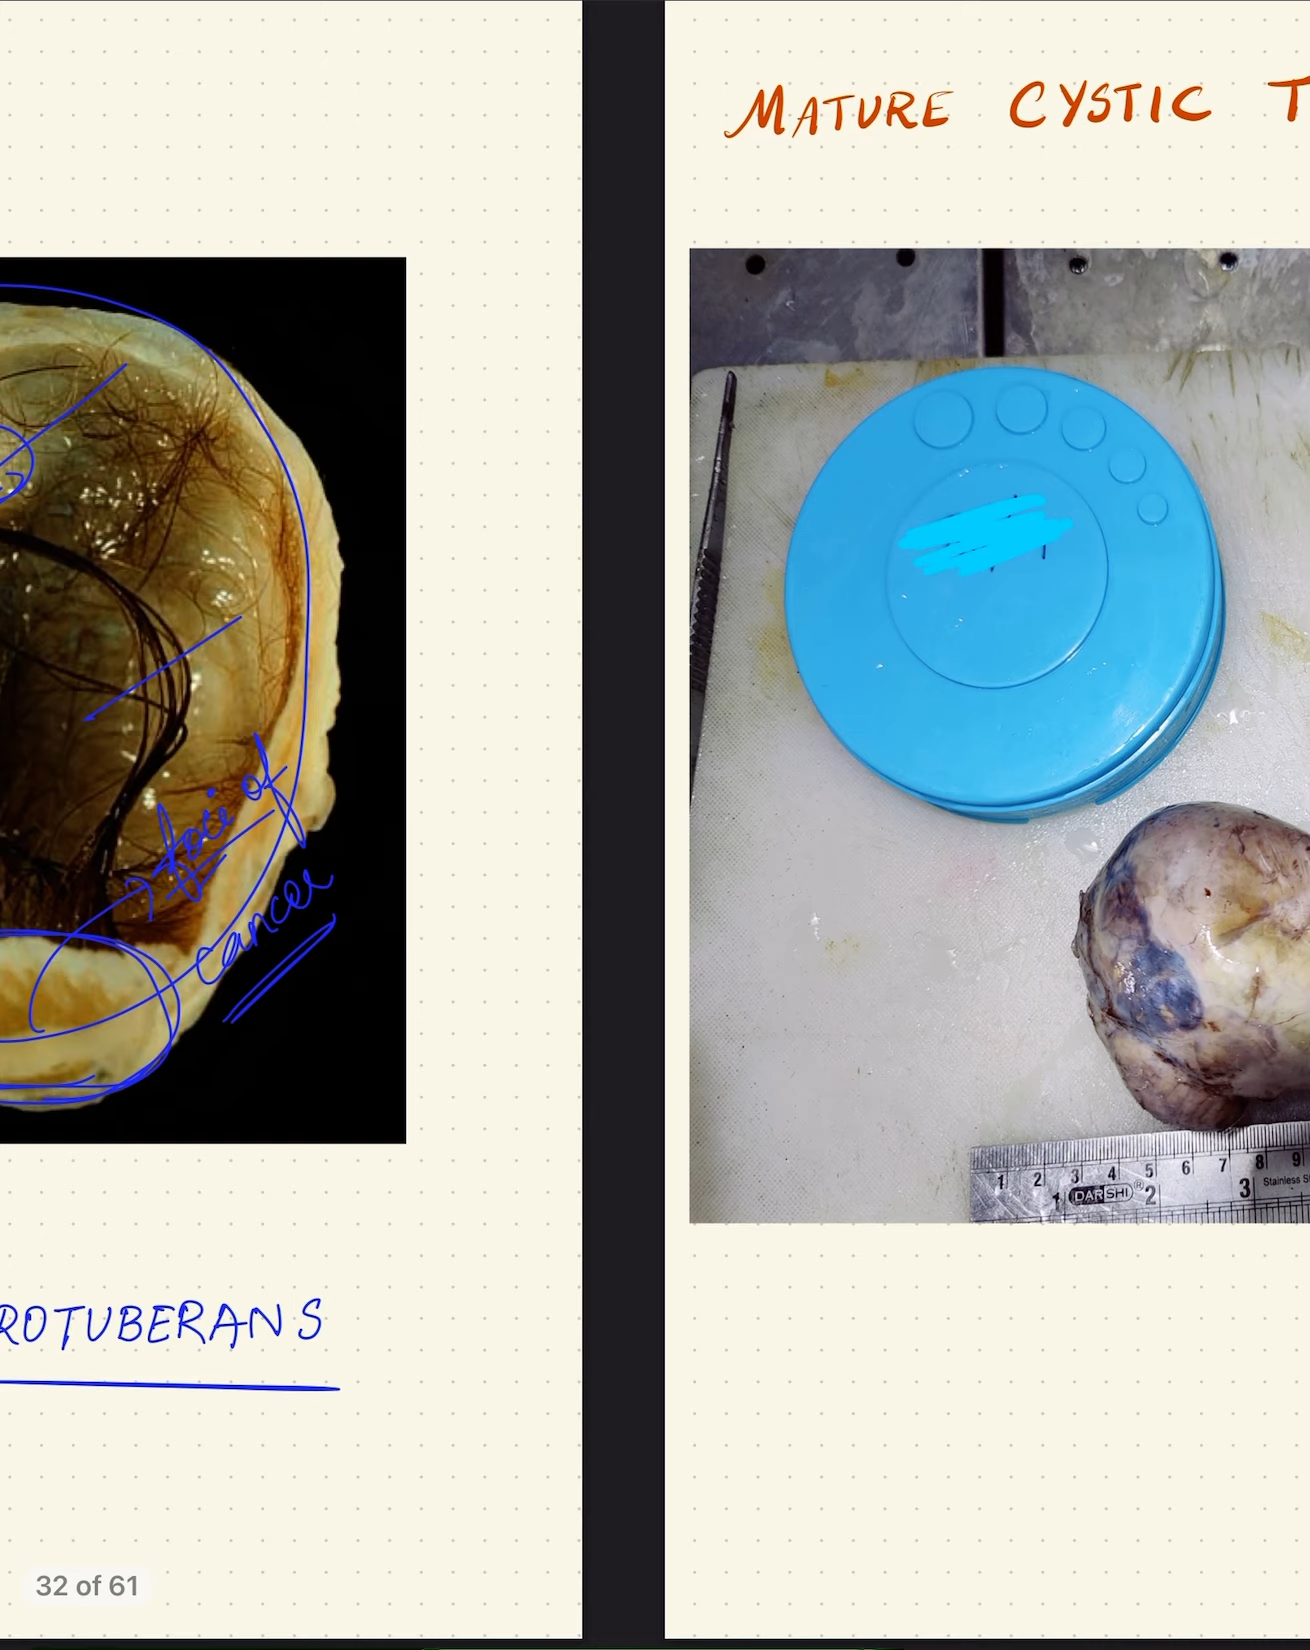 foci of
cancer
ROTUBERANS
32 of 61
MATURE CYSTIC T
1 2 3 4 5 6 7 8 9
1 DARSHI® 2 3 Stainless St